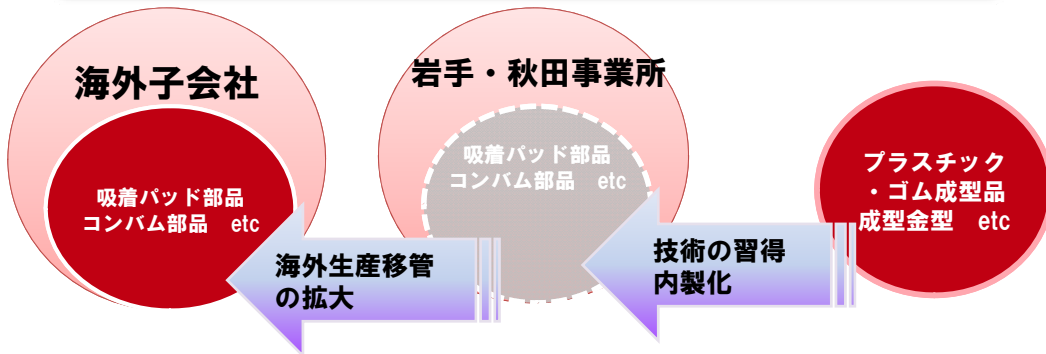 海外子会社
吸着パッド部品
コンバム部品　etc
海外生産移管
の拡大
岩手・秋田事業所
吸着パッド部品
コンバム部品　etc
技術の習得
内製化
プラスチック
・ゴム成型品
成型金型　etc